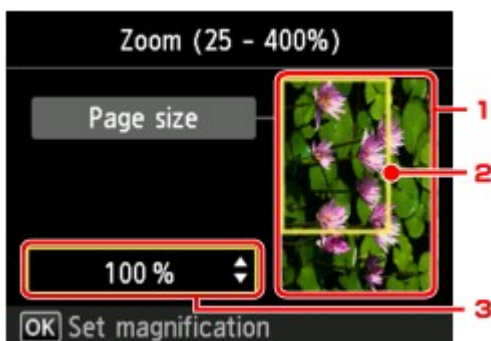 Zoom (25 - 400%)
Page size
1
2
100 %
3
OK Set magnification